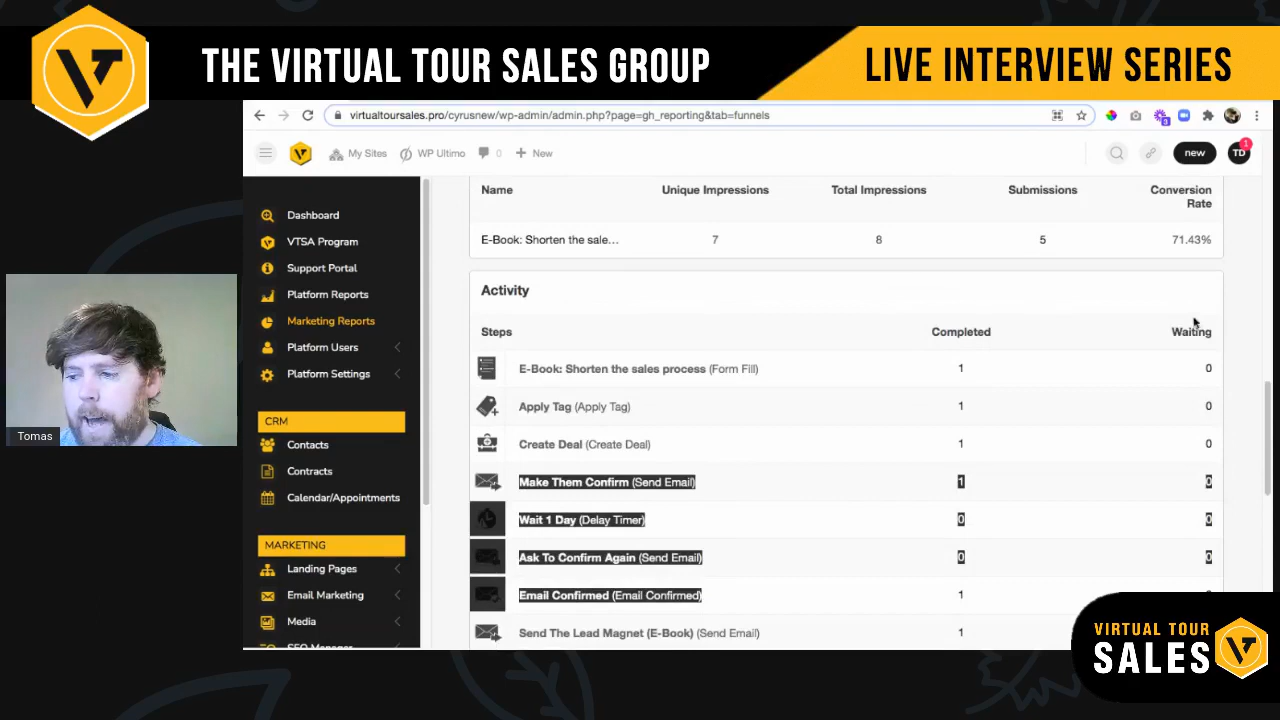 THE VIRTUAL TOUR SALES GROUP
LIVE INTERVIEW SERIES
virtualtoursales.pro/cyrusnew/wp-admin/admin.php?page=gh_reporting&tab=funnels
3
My Sites
WP Ultimo
0
New
new
TD
1
Dashboard
VTSA Program
Support Portal
Platform Reports
Marketing Reports
Platform Users
Platform Settings
CRM
Contacts
Contracts
Calendar/Appointments
MARKETING
Landing Pages
Email Marketing
Media
SEO Manager
Name Unique Impressions Total Impressions Submissions Conversion
Rate
E-Book: Shorten the sale... 7 8 5 71.43%
Activity
Steps Completed Waiting
E-Book: Shorten the sales process (Form Fill) 1 0
Apply Tag (Apply Tag) 1 0
Create Deal (Create Deal) 1 0
Make Them Confirm (Send Email) 1 0
Wait 1 Day (Delay Timer) 0 0
Ask To Confirm Again (Send Email) 0 0
Email Confirmed (Email Confirmed) 1
Send The Lead Magnet (E-Book) (Send Email) 1
Tomas
VIRTUAL TOUR
SALES